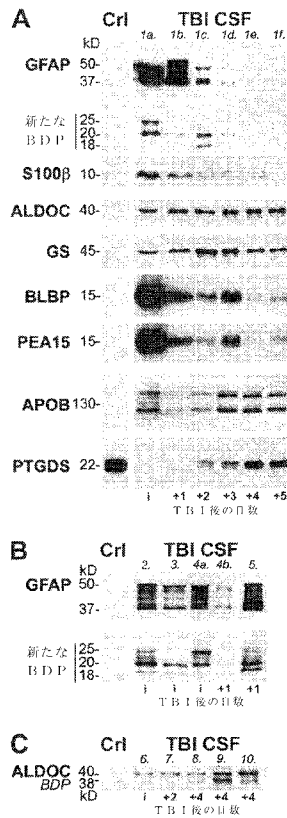 A Crl TBI CSF
1a. 1b. 1c. 1d. 1e. 1f.
kD
GFAP 50-
37-
新たな 25-
BDP 20-
18-
S100β 10-
ALDOC 40-
GS 45-
BLBP 15-
PEA15 15-
APOB 130-
PTGDS 22-
i +1 +2 +3 +4 +5
TBI後の日数
B Crl TBI CSF
kD 2. 3. 4a. 4b. 5.
GFAP 50-
37-
新たな 25-
BDP 20-
18-
i i i +1 +1
TBI後の日数
C Crl TBI CSF
6. 7. 8. 9. 10.
ALDOC 40-
BDP 38-
kD i +2 +4 +4 +4
TBI後の日数